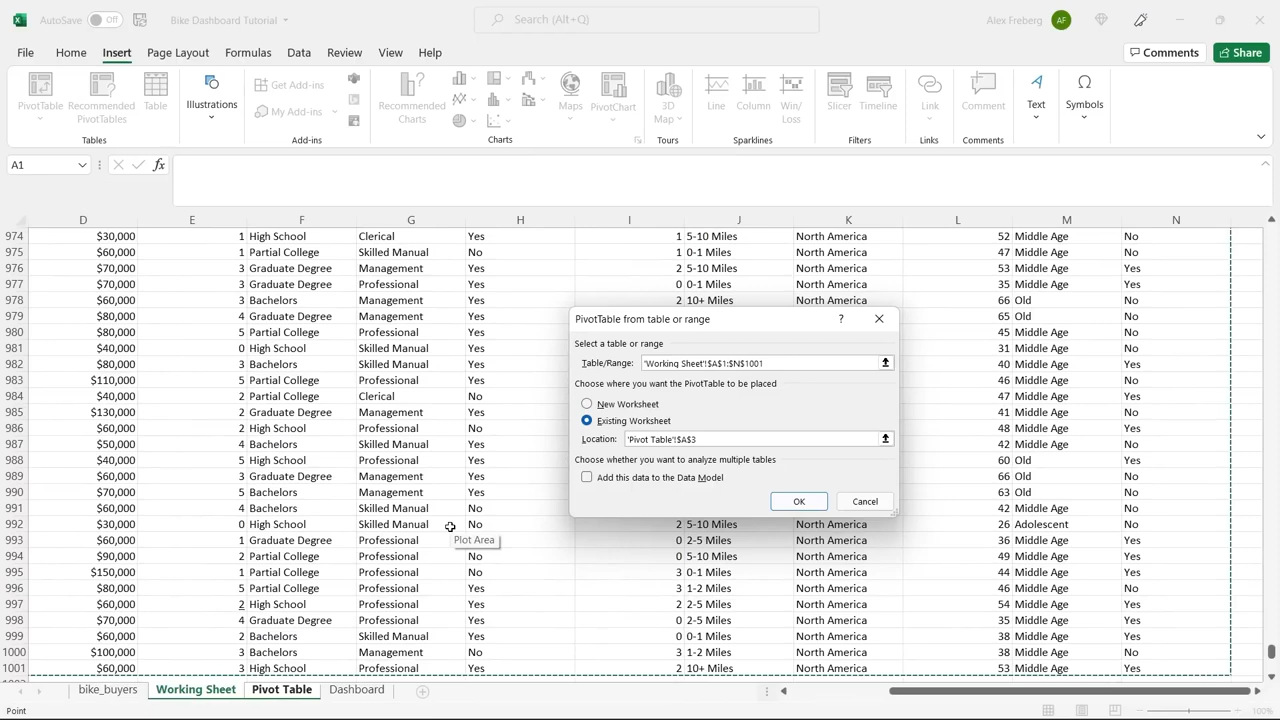 AutoSave Off Bike Dashboard Tutorial Search (Alt+Q) Alex Freberg AF
File Home Insert Page Layout Formulas Data Review View Help Comments Share
PivotTable Recommended PivotTables Table Illustrations Get Add-ins My Add-ins Recommended Charts Maps PivotChart 3D Map Line Column Win/Loss Slicer Timeline Link Comment Text Symbols
Tables Add-ins Charts Tours Sparklines Filters Links Comments
A1 fx
D E F G H I J K L M N
974 $30,000 1 High School Clerical Yes 1 5-10 Miles North America 52 Middle Age No
975 $60,000 1 Partial College Skilled Manual No 1 0-1 Miles North America 47 Middle Age No
976 $70,000 3 Graduate Degree Management Yes 2 5-10 Miles North America 53 Middle Age Yes
977 $70,000 3 Graduate Degree Professional Yes 0 0-1 Miles North America 35 Middle Age Yes
978 $60,000 3 Bachelors Management Yes 2 10+ Miles North America 66 Old No
979 $80,000 4 Graduate Degree Management Yes 65 Old No
980 $80,000 5 Partial College Professional Yes 45 Middle Age No
981 $40,000 0 High School Skilled Manual Yes 31 Middle Age No
982 $80,000 3 Bachelors Management Yes 40 Middle Age Yes
983 $110,000 5 Partial College Professional Yes 46 Middle Age No
984 $40,000 2 Partial College Clerical No 47 Middle Age Yes
985 $130,000 2 Graduate Degree Management Yes 41 Middle Age No
986 $60,000 2 High School Professional No 48 Middle Age Yes
987 $50,000 4 Bachelors Skilled Manual Yes 42 Middle Age No
988 $40,000 5 High School Professional Yes 60 Old Yes
989 $60,000 3 Graduate Degree Management Yes 66 Old No
990 $70,000 5 Bachelors Management Yes 63 Old No
991 $60,000 4 Bachelors Skilled Manual No 42 Middle Age No
992 $30,000 0 High School Skilled Manual No 2 5-10 Miles North America 26 Adolescent No
993 $60,000 1 Graduate Degree Professional 0 2-5 Miles North America 36 Middle Age Yes
994 $90,000 2 Partial College Professional No 0 5-10 Miles North America 49 Middle Age Yes
995 $150,000 1 Partial College Professional No 3 0-1 Miles North America 44 Middle Age Yes
996 $80,000 5 Partial College Professional Yes 3 1-2 Miles North America 46 Middle Age No
997 $60,000 2 High School Professional Yes 2 2-5 Miles North America 54 Middle Age Yes
998 $70,000 4 Graduate Degree Professional Yes 0 2-5 Miles North America 35 Middle Age Yes
999 $60,000 2 Bachelors Skilled Manual Yes 0 0-1 Miles North America 38 Middle Age Yes
1000 $100,000 3 Bachelors Management No 3 1-2 Miles North America 38 Middle Age No
1001 $60,000 3 High School Professional Yes 2 10+ Miles North America 53 Middle Age Yes
PivotTable from table or range ?
Select a table or range
Table/Range: 'Working Sheet'!$A$1:$N$1001
Choose where you want the PivotTable to be placed
New Worksheet
Existing Worksheet
Location: 'Pivot Table'!$A$3
Choose whether you want to analyze multiple tables
Add this data to the Data Model
OK Cancel
Plot Area
bike_buyers Working Sheet Pivot Table Dashboard
Point 100%